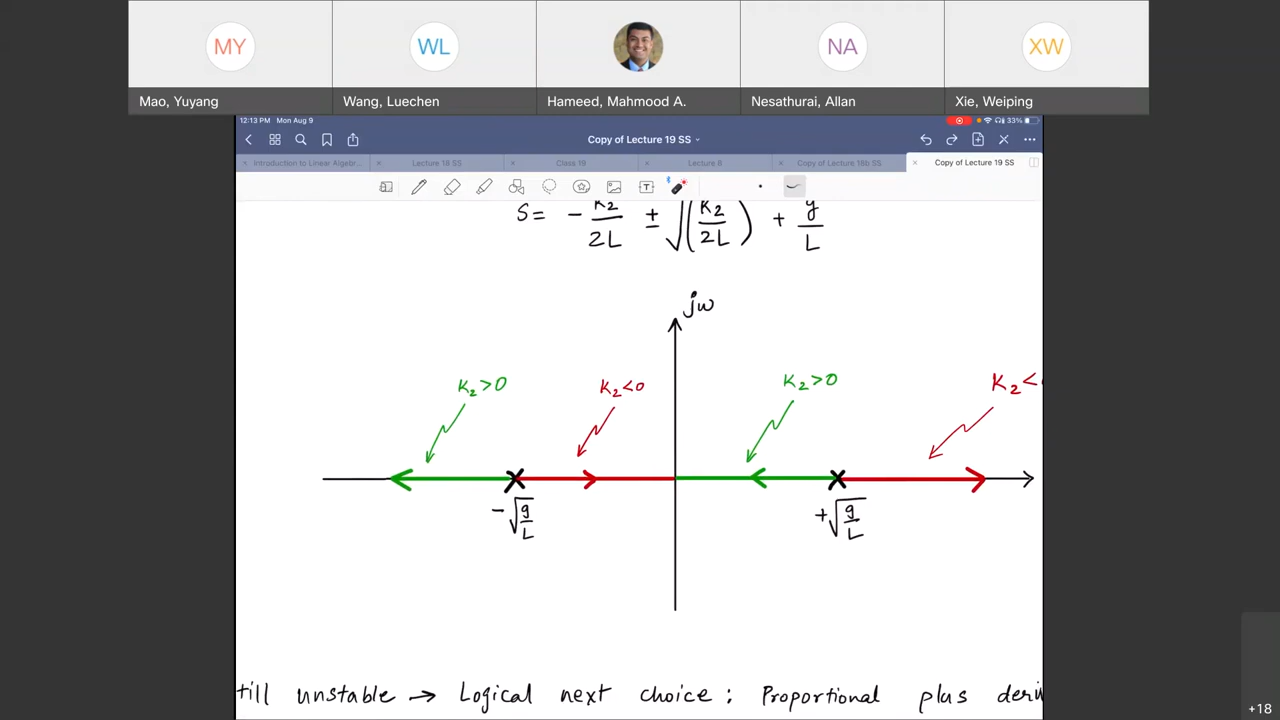 MY WL NA XW
Mao, Yuyang Wang, Luechen Hameed, Mahmood A. Nesathurai, Allan Xie, Weiping
12:13 PM Mon Aug 9 33%
Copy of Lecture 19 SS
Introduction to Linear Algebr... Lecture 18 SS Class 19 Lecture 8 Copy of Lecture 18b SS Copy of Lecture 19 SS
S = - K₂/2L ± √(K₂/2L) + g/L
jω
K₂>0 K₂<0 K₂>0 K₂<
-√g/L +√g/L
till unstable → Logical next choice : Proportional plus deri
+18